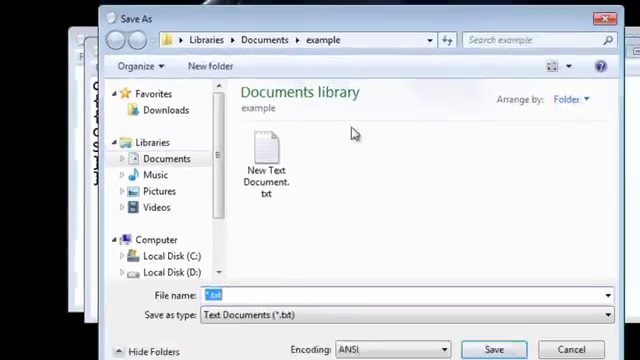 Save As
Libraries Documents example
Search example
Organize
New folder
Favorites
Downloads
Libraries
Documents
Music
Pictures
Videos
Computer
Local Disk (C:)
Local Disk (D:)
Documents library
example
Arrange by: Folder
New Text
Document.
txt
File name: *.txt
Save as type: Text Documents (*.txt)
Hide Folders
Encoding: ANSI
Save
Cancel